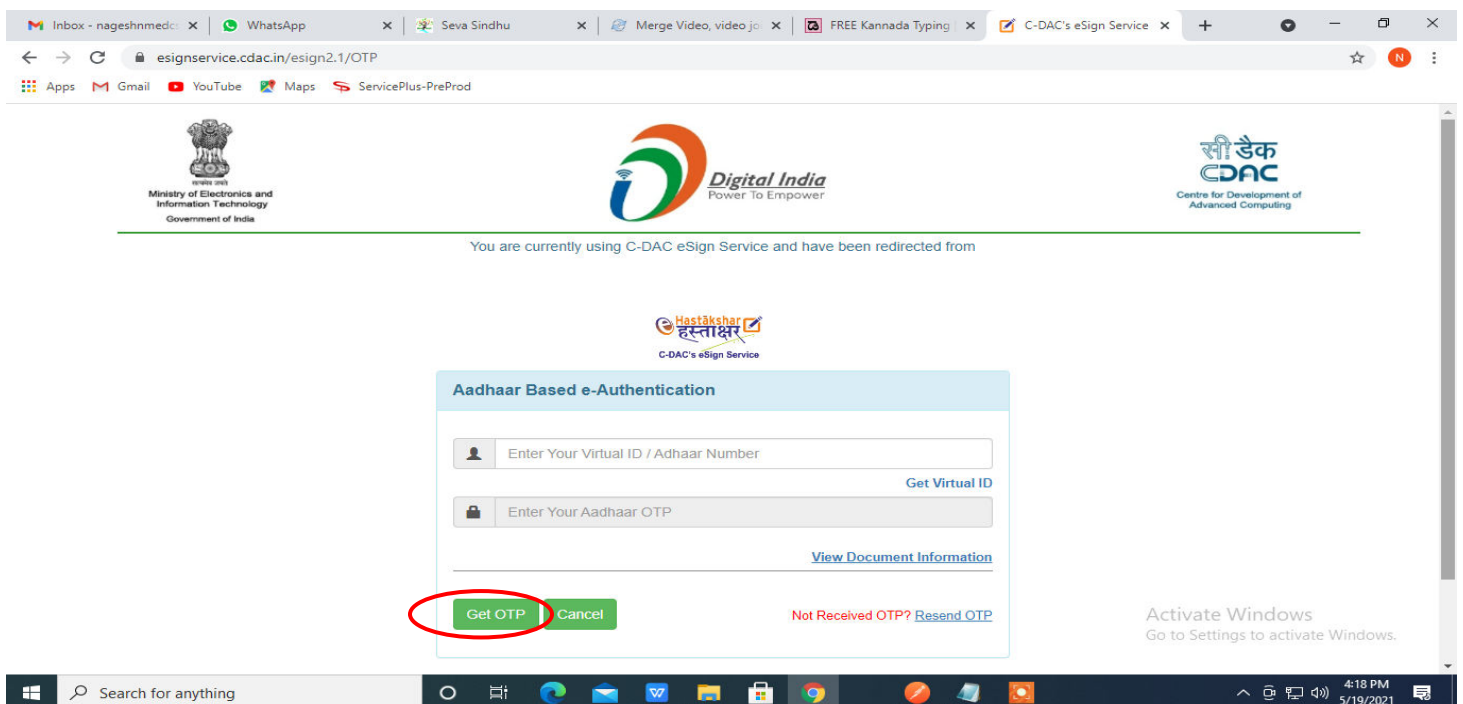 Inbox - nageshnmedc:
WhatsApp
Seva Sindhu
Merge Video, video jo
FREE Kannada Typing
C-DAC's eSign Service
esignservice.cdac.in/esign2.1/OTP
N
Apps
Gmail
YouTube
Maps
ServicePlus-PreProd
सत्यमेव जयते
Ministry of Electronics and
Information Technology
Government of India
Digital India
Power To Empower
सी डैक
CDAC
Centre for Development of
Advanced Computing
You are currently using C-DAC eSign Service and have been redirected from
e Hastākshar
हस्ताक्षर
C-DAC's eSign Service
Aadhaar Based e-Authentication
Enter Your Virtual ID / Adhaar Number
Get Virtual ID
Enter Your Aadhaar OTP
View Document Information
Get OTP
Cancel
Not Received OTP? Resend OTP
Activate Windows
Go to Settings to activate Windows.
Search for anything
4:18 PM
5/19/2021